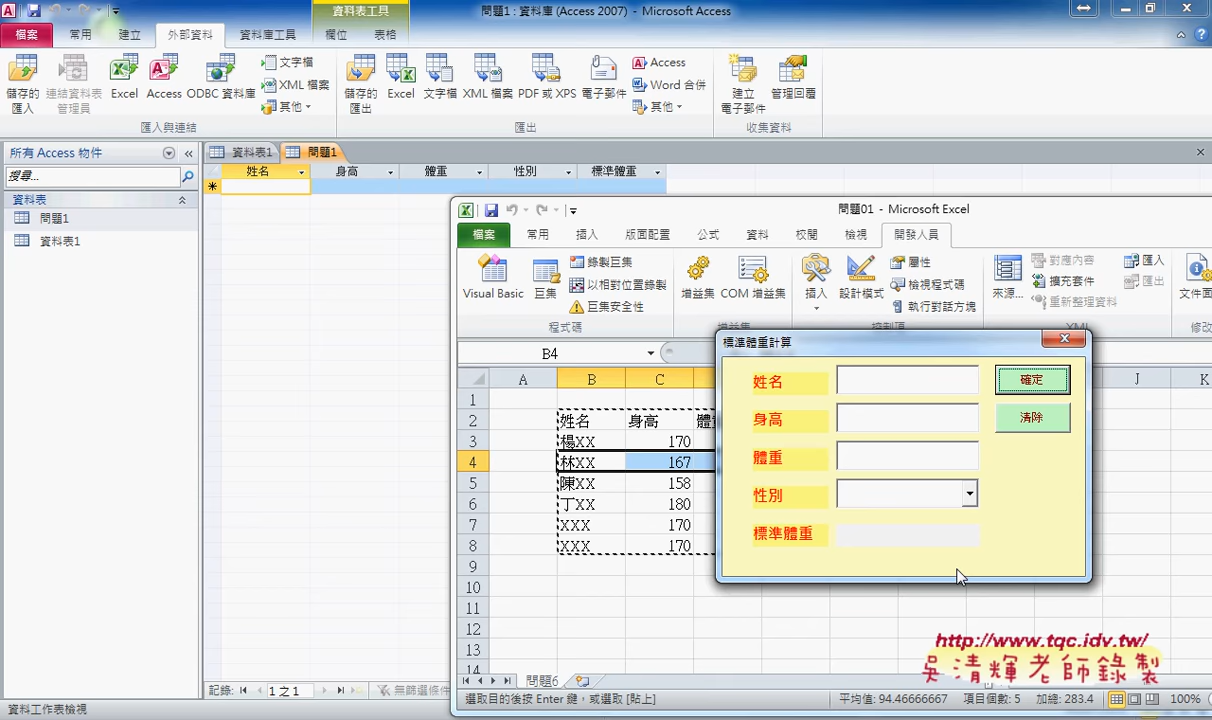 資料表工具
問題1 : 資料庫 (Access 2007) - Microsoft Access
檔案 常用 建立 外部資料 資料庫工具 欄位 表格
儲存的匯入 連結資料表管理員 Excel Access ODBC 資料庫 文字檔 XML 檔案 其他
匯入與連結
儲存的匯出 Excel 文字檔 XML 檔案 PDF 或 XPS 電子郵件 Access Word 合併 其他
匯出
建立電子郵件 管理回覆
收集資料
所有 Access 物件
搜尋...
資料表
問題1
資料表1
資料表1 問題1
姓名 身高 體重 性別 標準體重
問題01 - Microsoft Excel
檔案 常用 插入 版面配置 公式 資料 校閱 檢視 開發人員
Visual Basic 巨集 錄製巨集 以相對位置錄製 巨集安全性
程式碼
增益集 COM 增益集
插入 設計模式 屬性 檢視程式碼 執行對話方塊
來源... 對應內容 擴充套件 重新整理資料 匯入 匯出
B4
A B C J K
1
2 姓名 身高
3 楊XX 170
4 林XX 167
5 陳XX 158
6 丁XX 180
7 XXX 170
8 XXX 170
9
10
11
12
13
14
標準體重計算
姓名 確定
身高 清除
體重
性別
標準體重
http://www.tqc.idv.tw/
吳清輝老師錄製
問題6
選取目的後按 Enter 鍵，或選取 [貼上] 平均值: 94.46666667 項目個數: 5 加總: 283.4 100%
記錄: 1 之 1 無篩選條件
資料工作表檢視